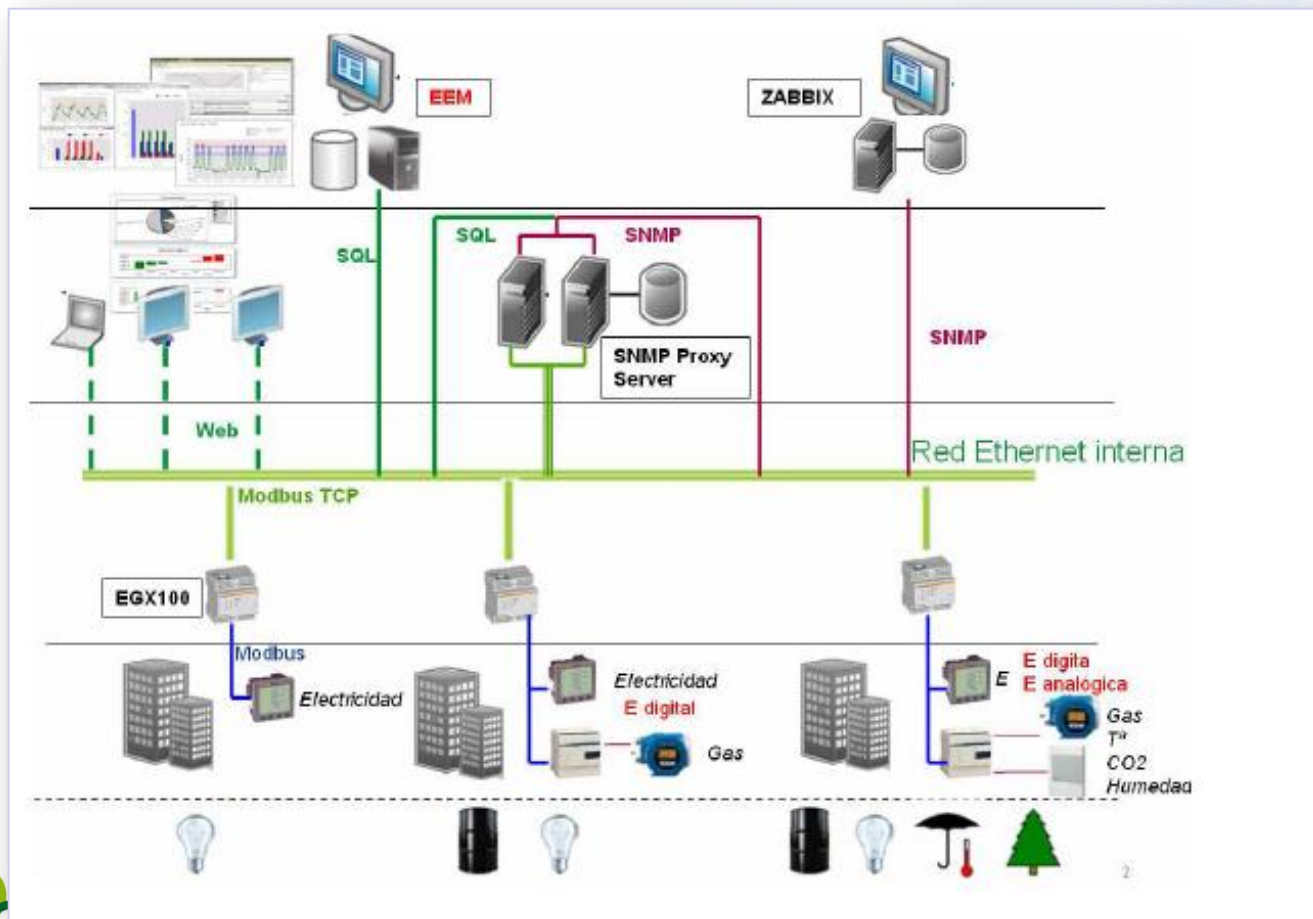 EEM
ZABBIX
SQL
SQL
SNMP
SNMP Proxy
Server
SNMP
Web
Red Ethernet interna
Modbus TCP
EGX100
Modbus
Electricidad
Electricidad
E digital
Gas
E
E digita
E analógica
Gas
Tª
CO2
Humedad
2